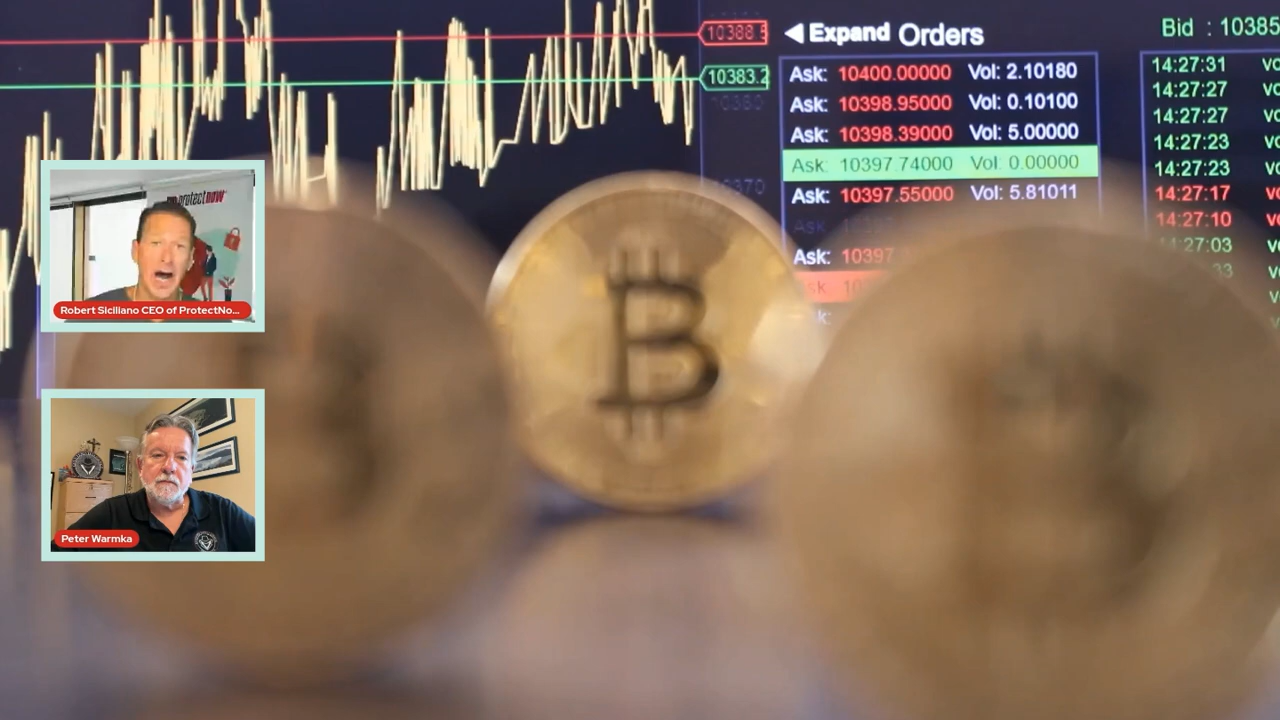 10388.5
◀ Expand Orders
Bid : 10385
Ask: 10400.00000 Vol: 2.10180
14:27:31
10383.2
Ask: 10398.95000 Vol: 0.10100
14:27:27
Ask: 10398.39000 Vol: 5.00000
14:27:27
14:27:23
Ask: 10397.74000 Vol: 0.00000
14:27:23
Ask: 10397.55000 Vol: 5.81011
14:27:17
14:27:10
Ask: 10397
27:03
protectnow
Robert Siciliano CEO of ProtectNo...
Peter Warmka